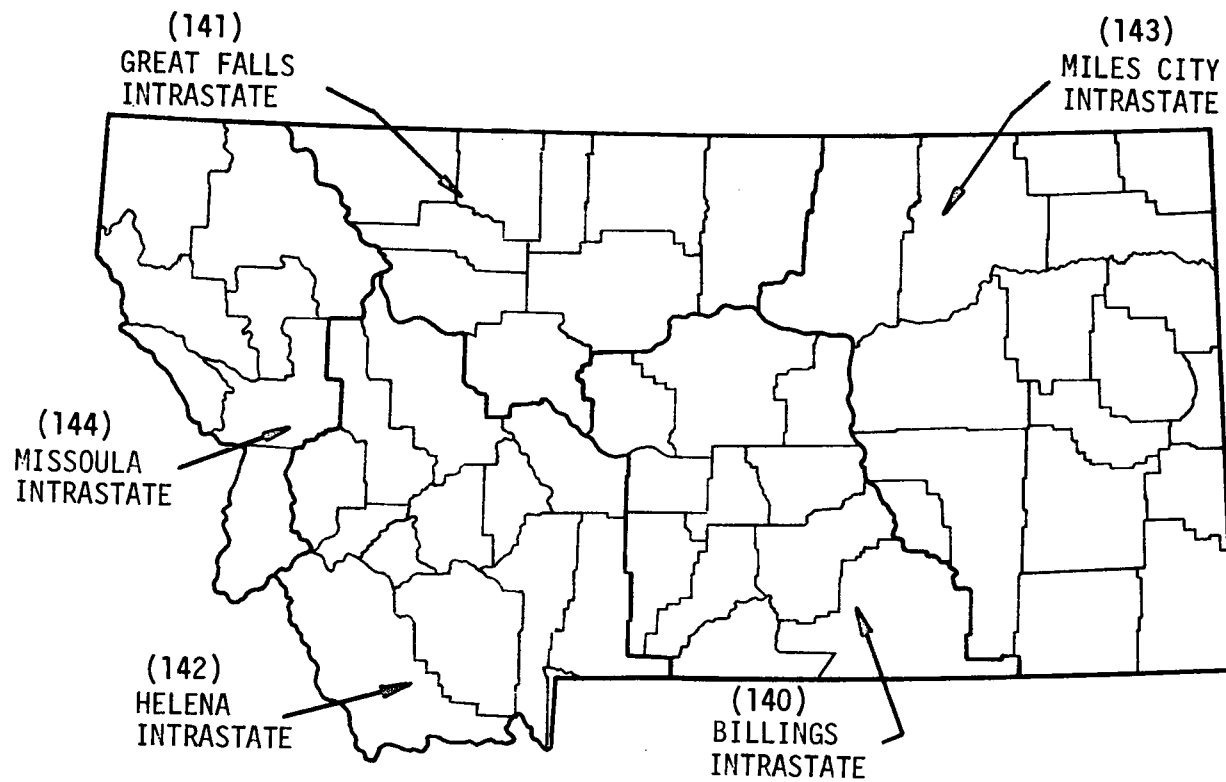 (141)
GREAT FALLS
INTRASTATE
(143)
MILES CITY
INTRASTATE
(144)
MISSOULA
INTRASTATE
(142)
HELENA
INTRASTATE
(140)
BILLINGS
INTRASTATE